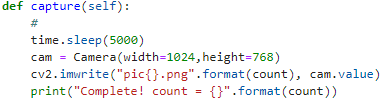 def capture(self):
#
time.sleep(5000)
cam = Camera(width=1024,height=768)
cv2.imwrite("pic{}.png".format(count), cam.value)
print("Complete! count = {}".format(count))